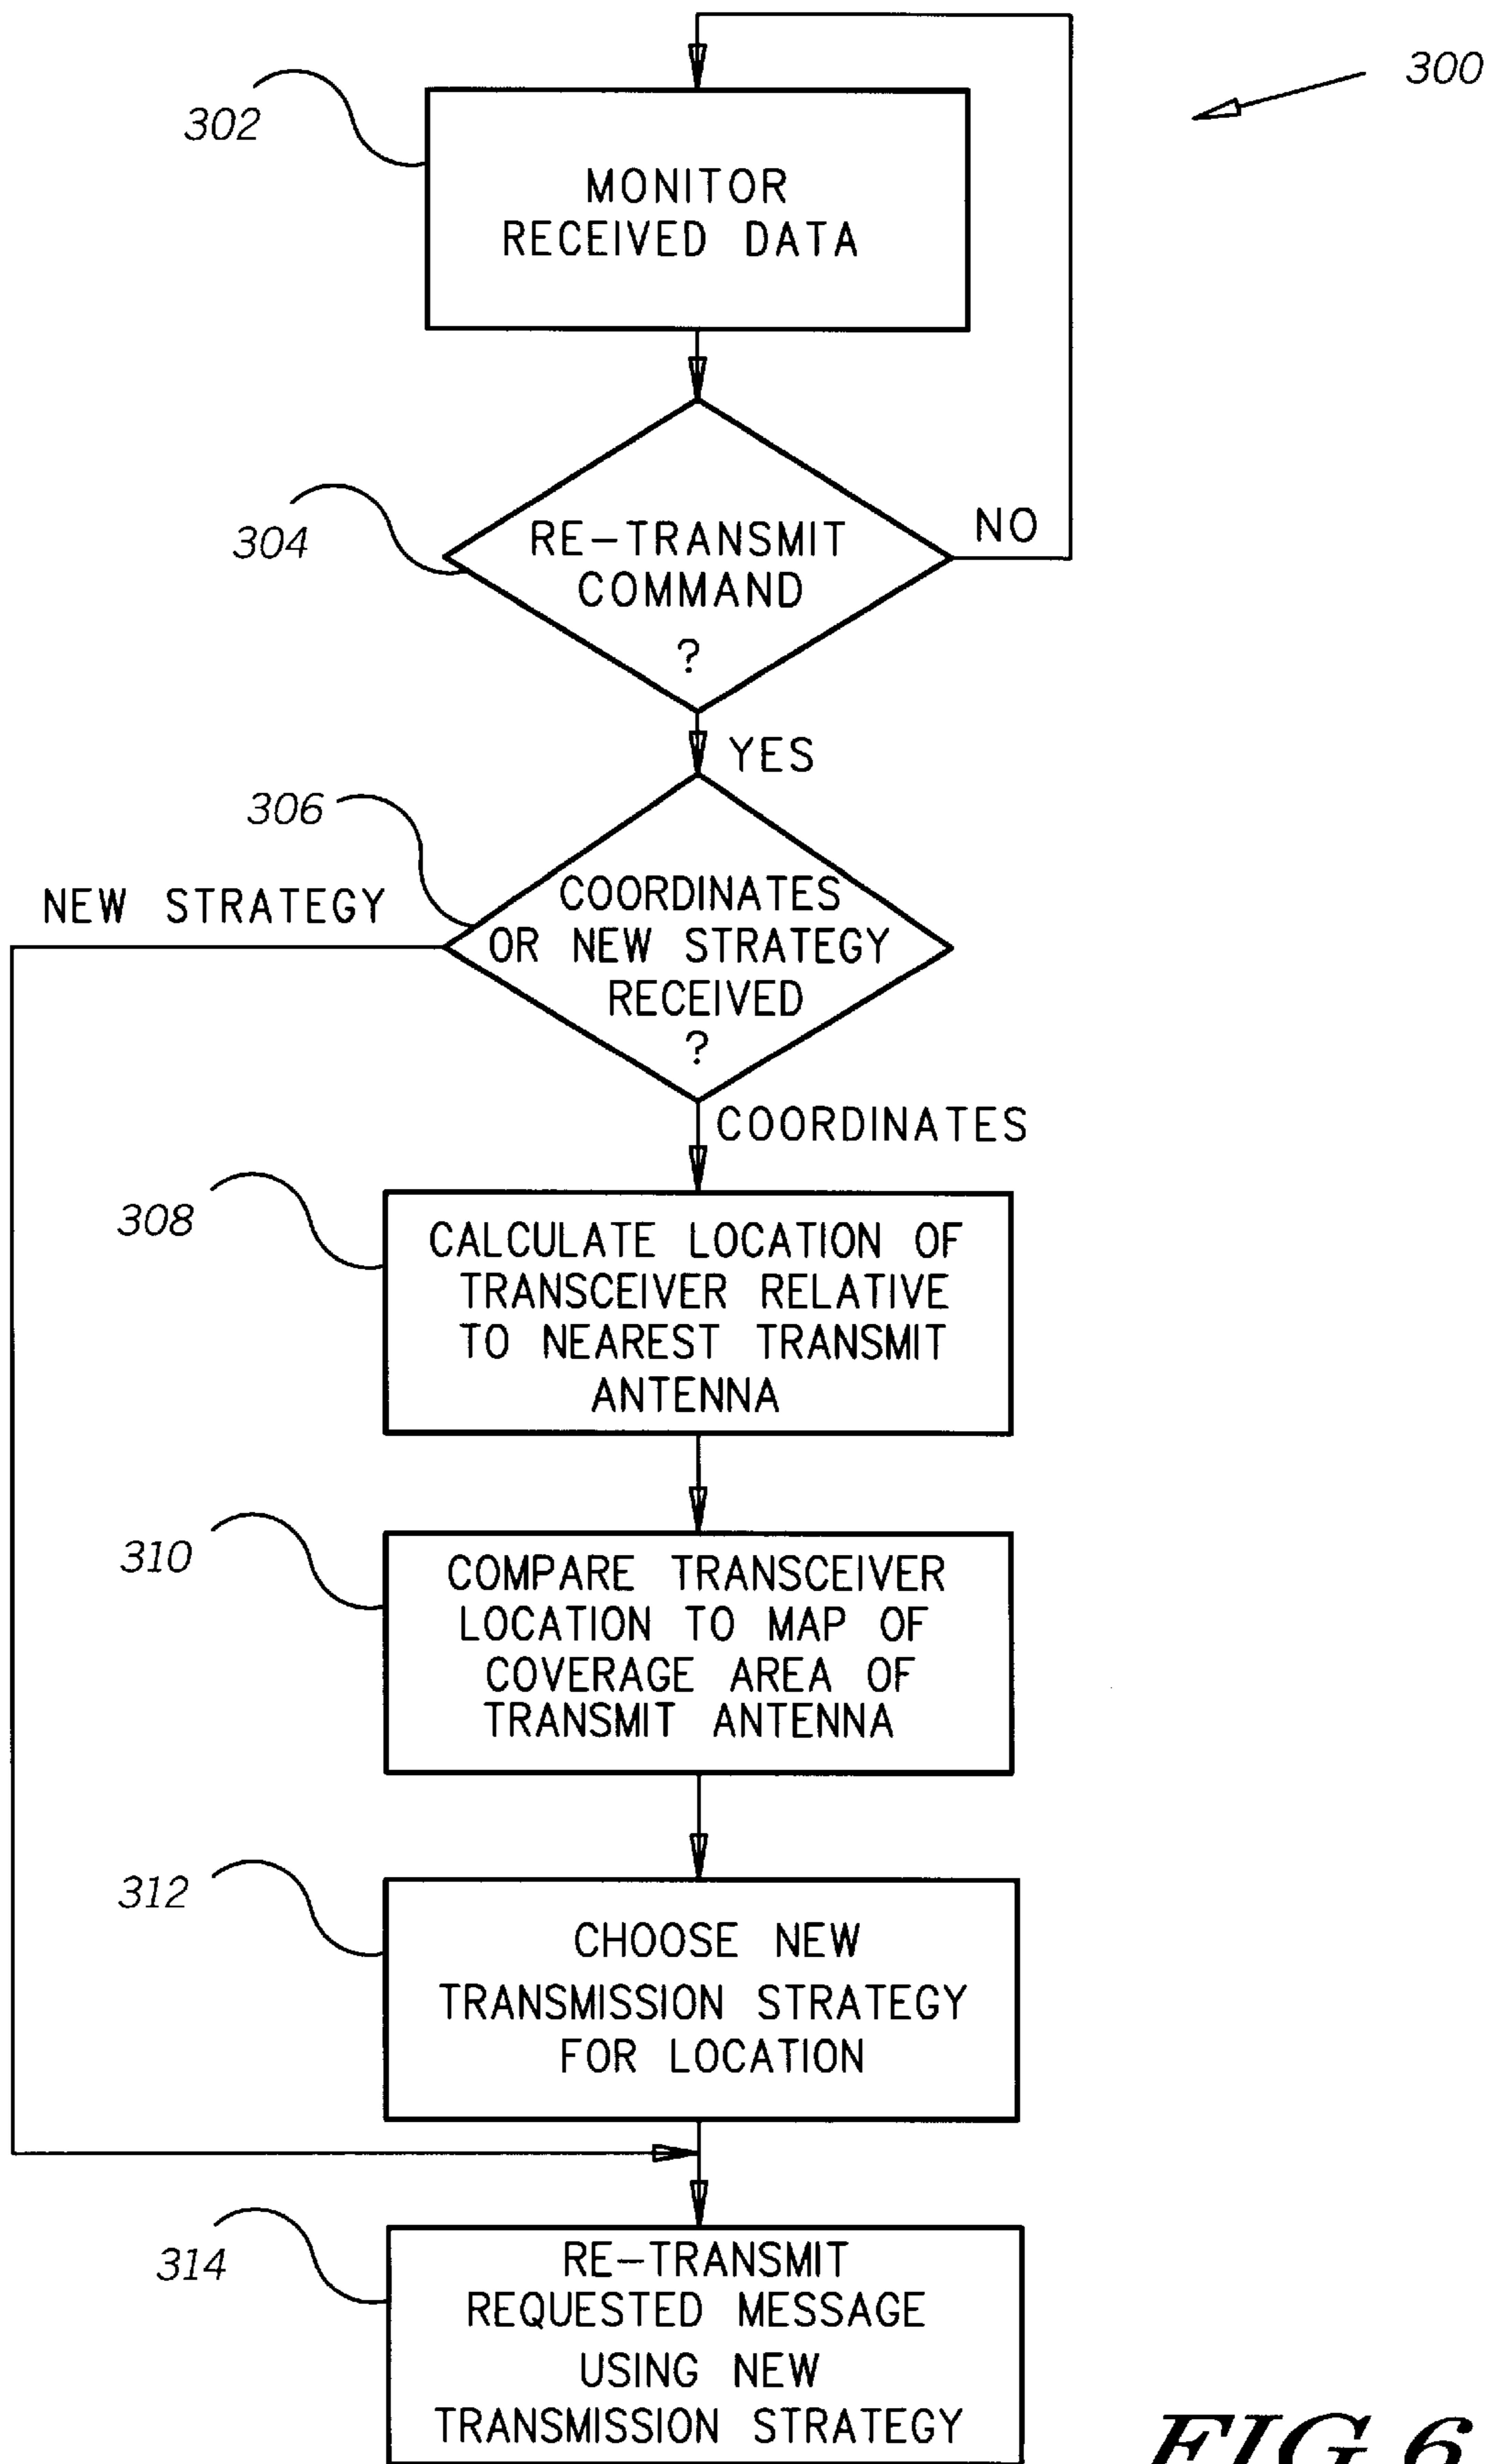 300
302
MONITOR
RECEIVED DATA
304
RE-TRANSMIT
COMMAND
?
NO
YES
306
NEW STRATEGY
COORDINATES
OR NEW STRATEGY
RECEIVED
?
COORDINATES
308
CALCULATE LOCATION OF
TRANSCEIVER RELATIVE
TO NEAREST TRANSMIT
ANTENNA
310
COMPARE TRANSCEIVER
LOCATION TO MAP OF
COVERAGE AREA OF
TRANSMIT ANTENNA
312
CHOOSE NEW
TRANSMISSION STRATEGY
FOR LOCATION
314
RE-TRANSMIT
REQUESTED MESSAGE
USING NEW
TRANSMISSION STRATEGY
FIG.6